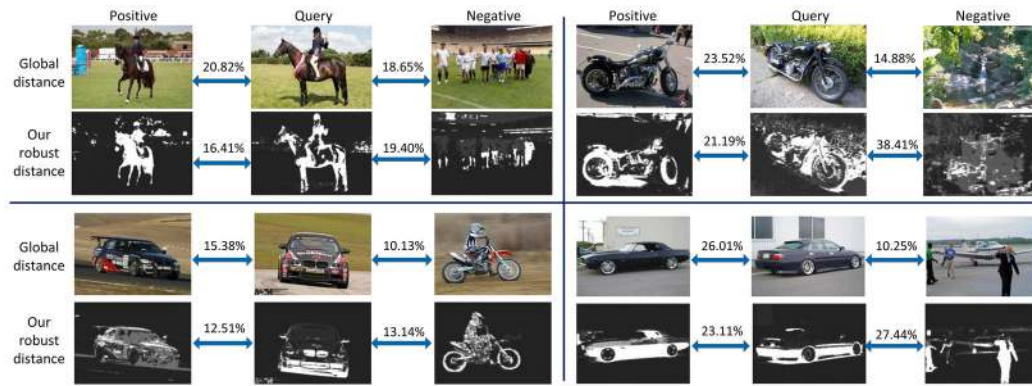 Positive Query Negative Positive Query Negative
Global distance 20.82% 18.65% 23.52% 14.88%
Our robust distance 16.41% 19.40% 21.19% 38.41%
Global distance 15.38% 10.13% 26.01% 10.25%
Our robust distance 12.51% 13.14% 23.11% 27.44%